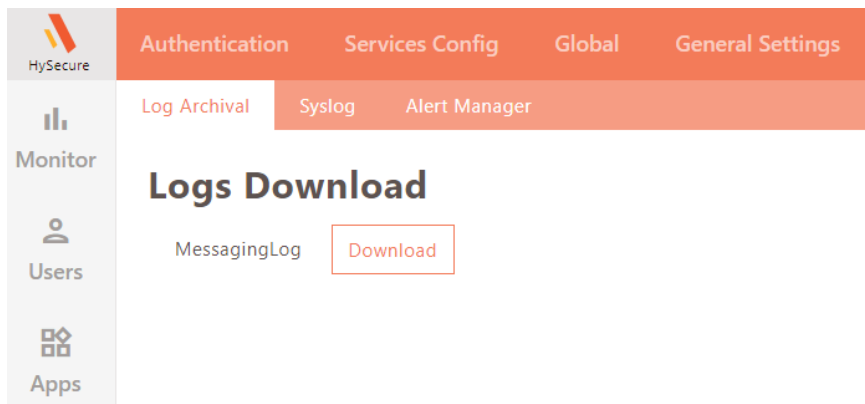 HySecure
Authentication Services Config Global General Settings
Log Archival Syslog Alert Manager
Monitor
Logs Download
MessagingLog Download
Users
Apps